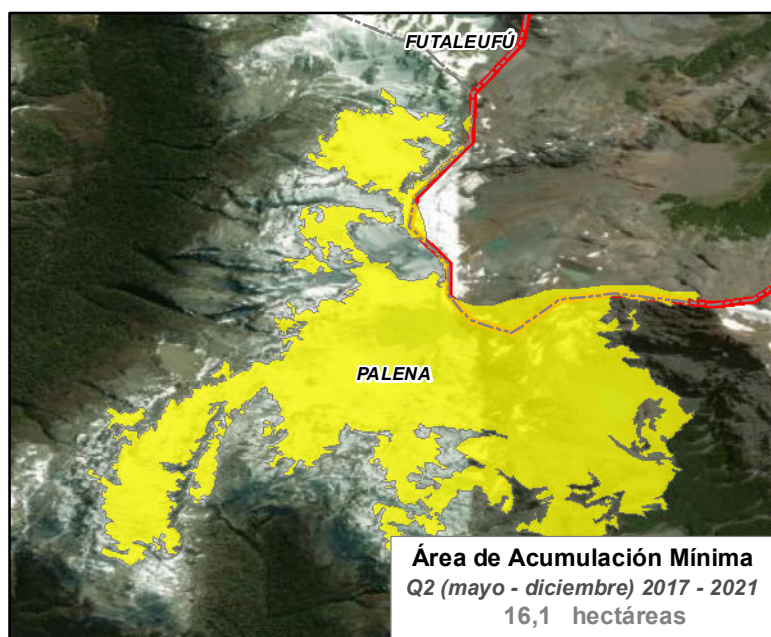 FUTALEUFÚ
PALENA
Área de Acumulación Mínima
Q2 (mayo - diciembre) 2017 - 2021
16,1 hectáreas